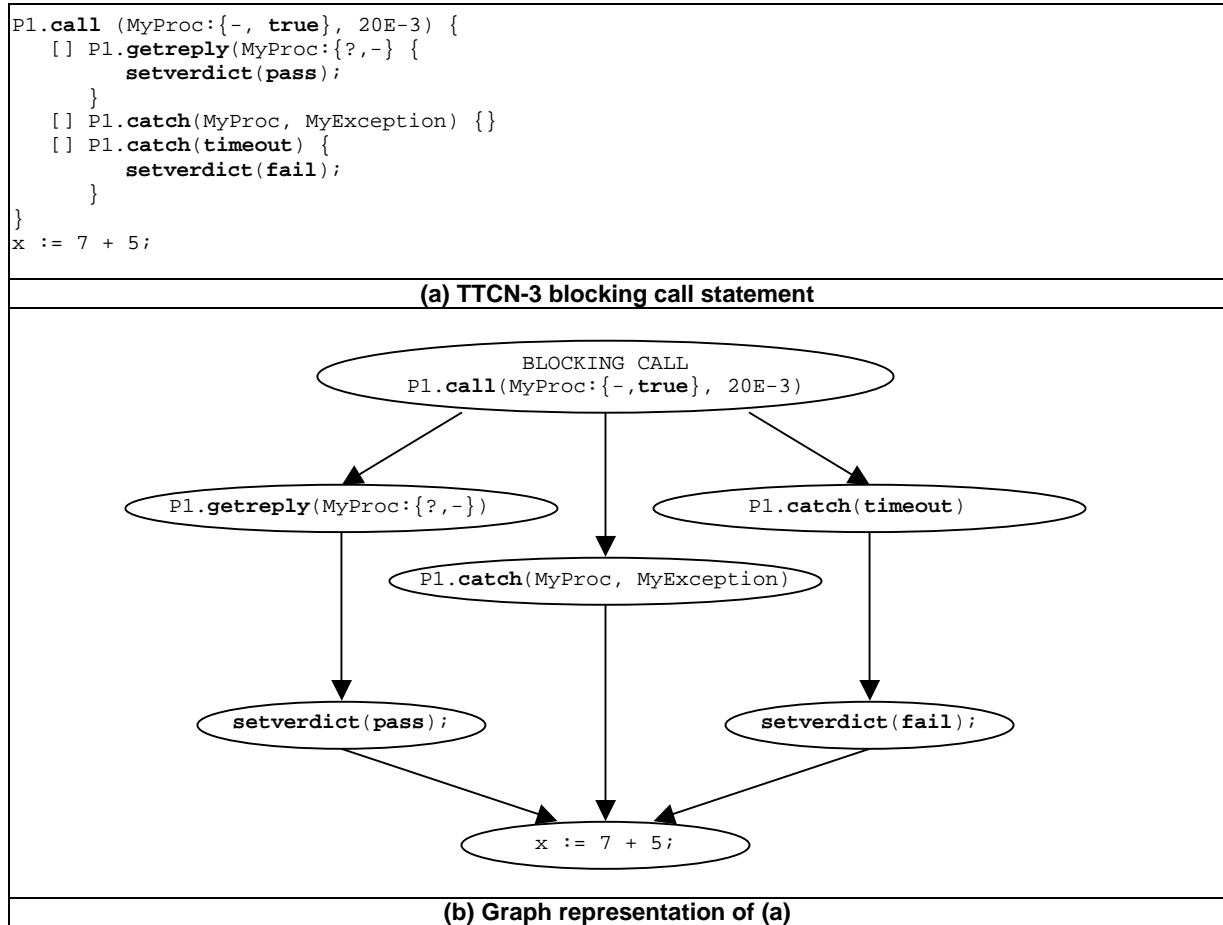 P1.call (MyProc:{-, true}, 20E-3) {
[] P1.getreply(MyProc:{?,-} {
setverdict(pass);
}
[] P1.catch(MyProc, MyException) {}
[] P1.catch(timeout) {
setverdict(fail);
}
}
x := 7 + 5;
(a) TTCN-3 blocking call statement
BLOCKING CALL
P1.call(MyProc:{-,true}, 20E-3)
P1.getreply(MyProc:{?,-})
P1.catch(timeout)
P1.catch(MyProc, MyException)
setverdict(pass);
setverdict(fail);
x := 7 + 5;
(b) Graph representation of (a)